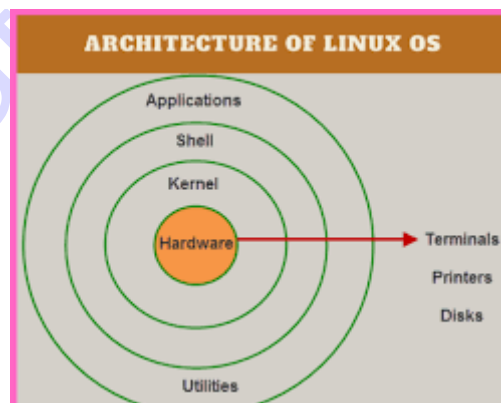 ARCHITECTURE OF LINUX OS
Applications
Shell
Kernel
Hardware
Terminals
Printers
Disks
Utilities